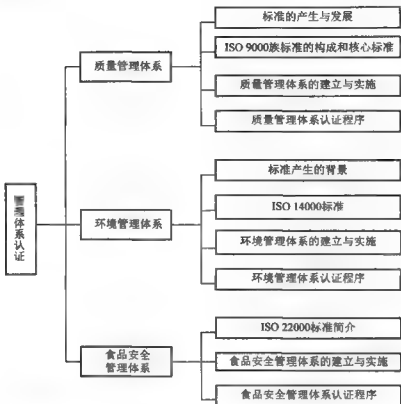 标准的产生与发展
ISO 9000族标准的构成和核心标准
质量管理体系
质量管理体系的建立与实施
质量管理体系认证程序
标准产生的背景
ISO 14000标准
管理体系认证
环境管理体系
环境管理体系的建立与实施
环境管理体系认证程序
ISO 22000标准简介
食品安全
管理体系
食品安全管理体系的建立与实施
食品安全管理体系认证程序